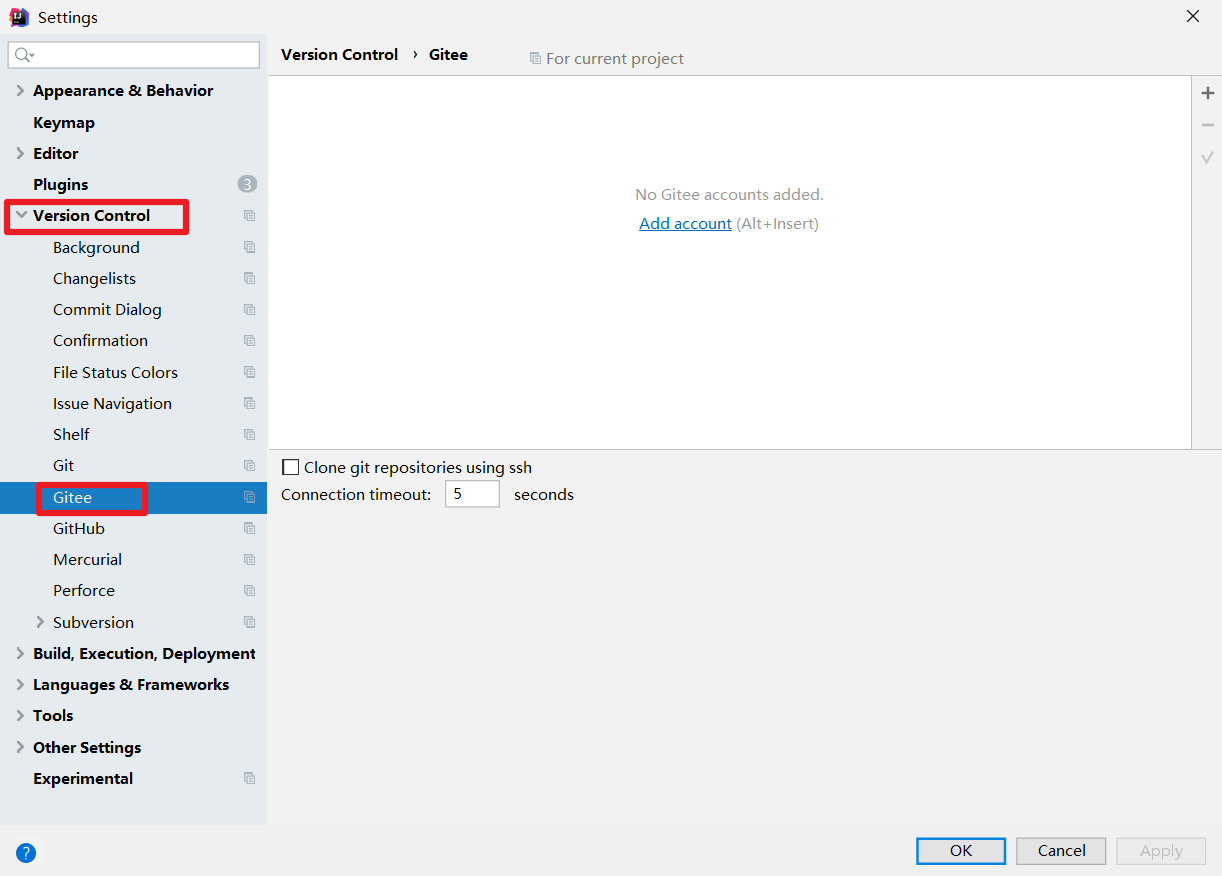 Settings
Version Control › Gitee
For current project
Appearance & Behavior
Keymap
Editor
Plugins
3
Version Control
Background
Changelists
Commit Dialog
Confirmation
File Status Colors
Issue Navigation
Shelf
Git
Gitee
GitHub
Mercurial
Perforce
Subversion
Build, Execution, Deployment
Languages & Frameworks
Tools
Other Settings
Experimental
No Gitee accounts added.
Add account (Alt+Insert)
Clone git repositories using ssh
Connection timeout: 5 seconds
?
OK
Cancel
Apply